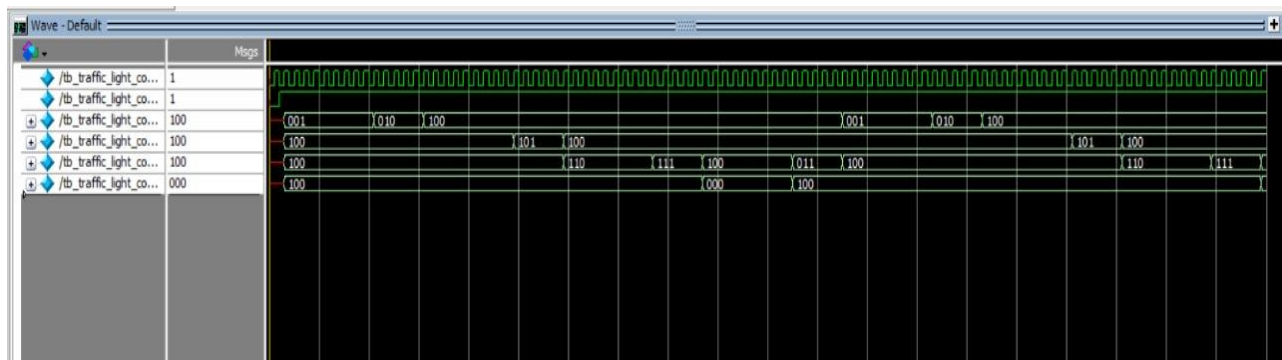 Wave - Default
Msgs
/tb_traffic_light_co... 1
/tb_traffic_light_co... 1
/tb_traffic_light_co... 100 001 010 100 001 010 100
/tb_traffic_light_co... 100 100 101 100 101 100
/tb_traffic_light_co... 100 100 110 111 100 011 100 110 111
/tb_traffic_light_co... 000 100 000 100